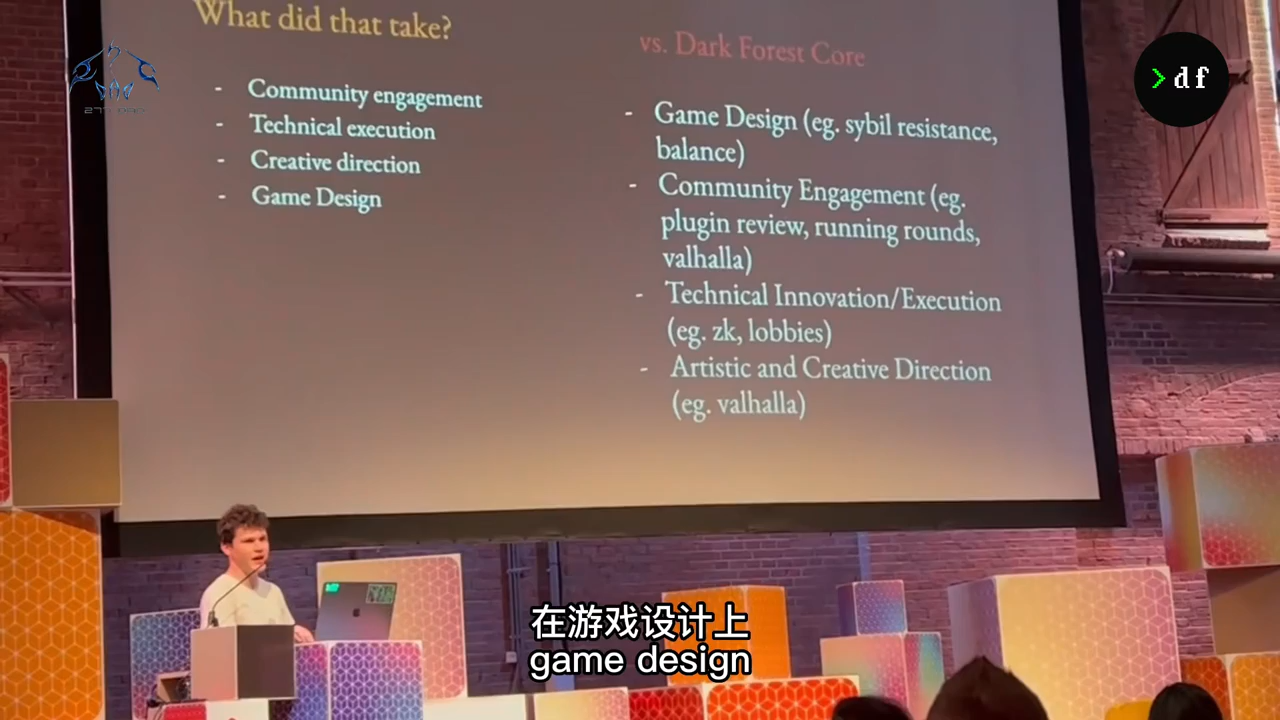 What did that take?
- Community engagement
- Technical execution
- Creative direction
- Game Design
vs. Dark Forest Core
- Game Design (eg. sybil resistance,
balance)
- Community Engagement (eg.
plugin review, running rounds,
valhalla)
- Technical Innovation/Execution
(eg. zk, lobbies)
- Artistic and Creative Direction
(eg. valhalla)
>df
在游戏设计上
game design